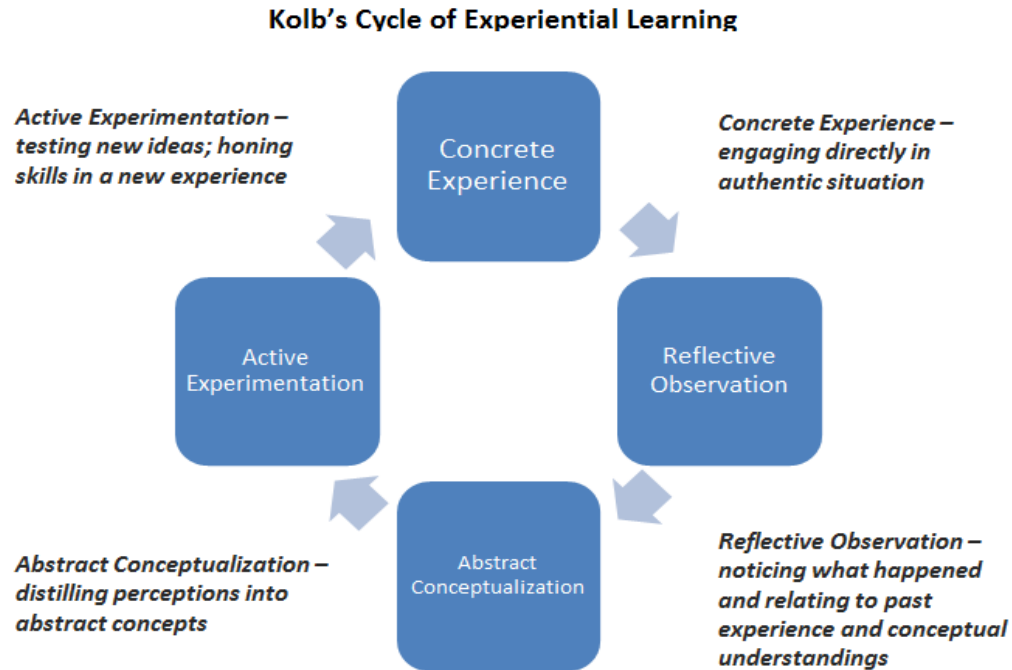 Kolb's Cycle of Experiential Learning
Active Experimentation –
testing new ideas; honing
skills in a new experience
Concrete
Experience
Concrete Experience –
engaging directly in
authentic situation
Active
Experimentation
Reflective
Observation
Abstract Conceptualization –
distilling perceptions into
abstract concepts
Abstract
Conceptualization
Reflective Observation –
noticing what happened
and relating to past
experience and conceptual
understandings